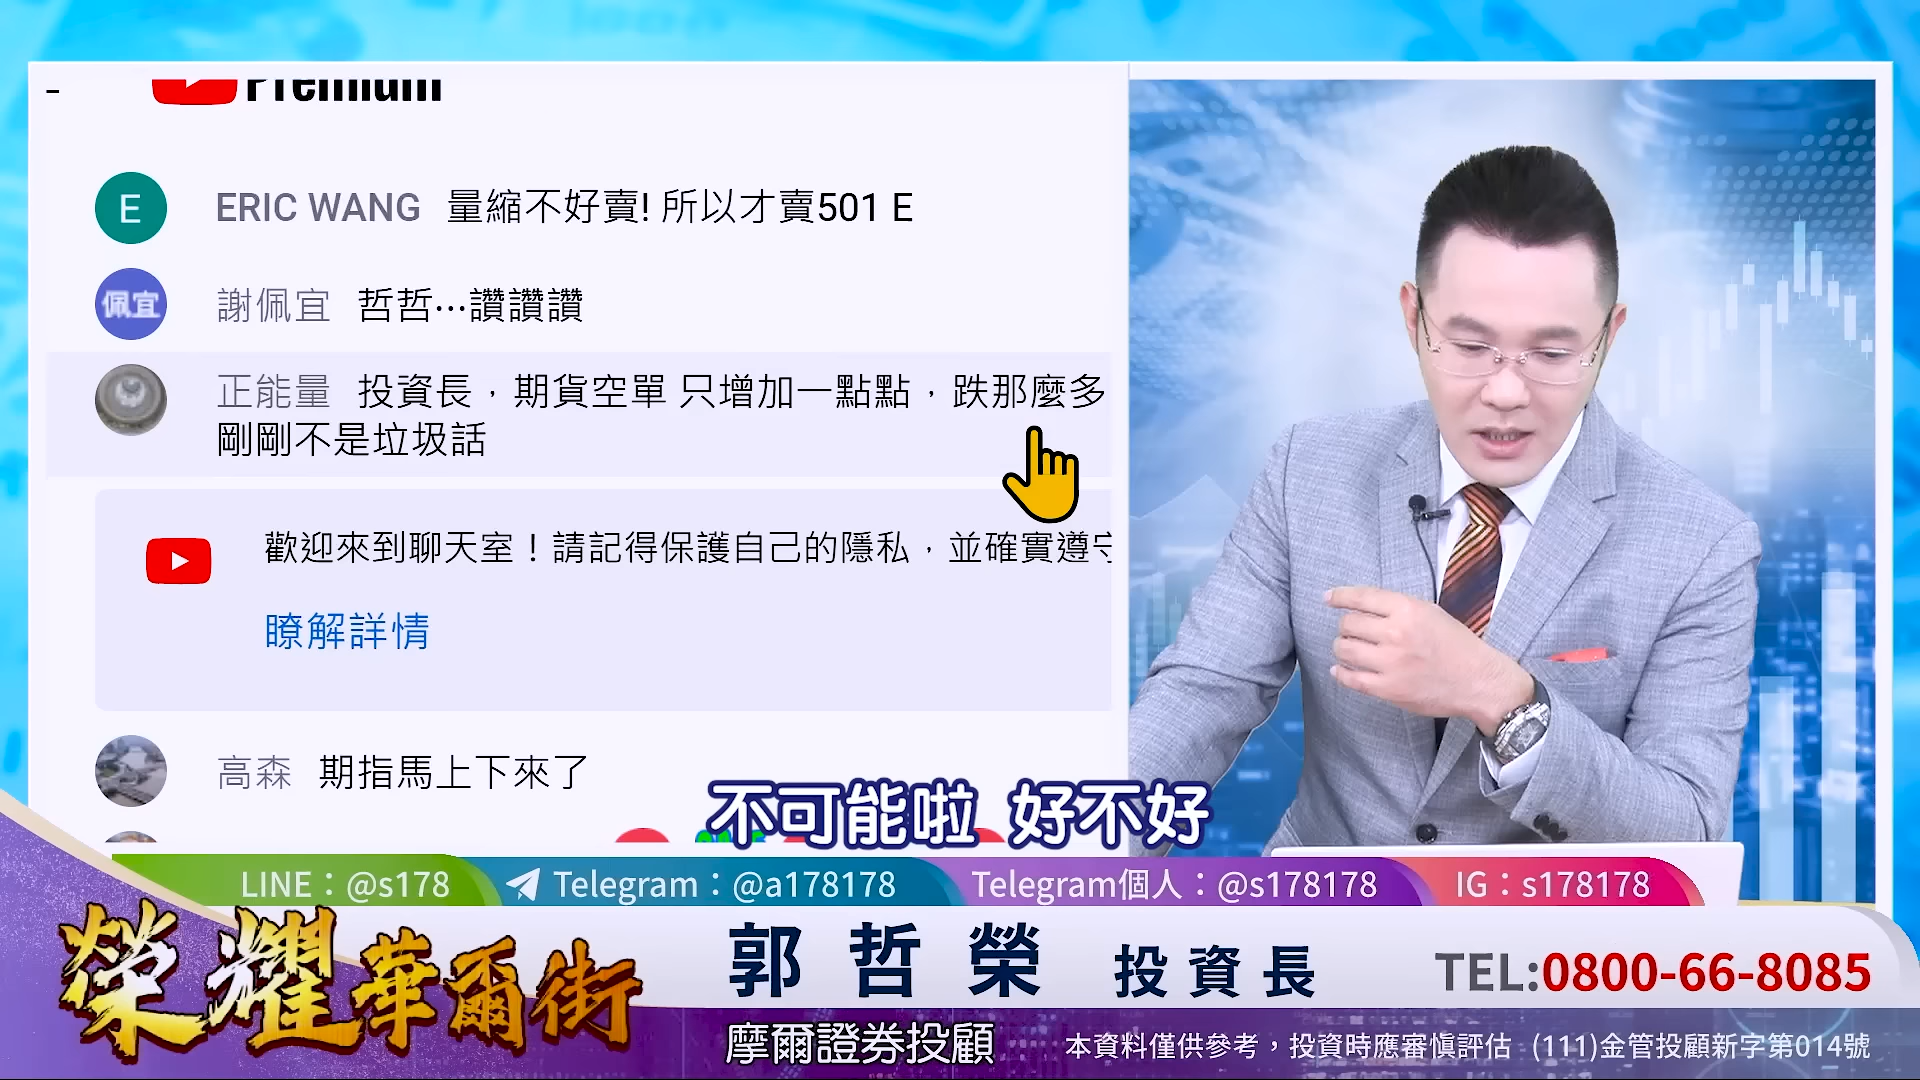 Premium
E
ERIC WANG 量縮不好賣! 所以才賣501 E
佩宜
謝佩宜 哲哲⋯讚讚讚
正能量 投資長，期貨空單 只增加一點點，跌那麼多
剛剛不是垃圾話
歡迎來到聊天室！請記得保護自己的隱私，並確實遵守
瞭解詳情
高森 期指馬上下來了
不可能啦 好不好
LINE：@s178 Telegram：@a178178 Telegram個人：@s178178 IG：s178178
榮耀華爾街
郭哲榮 投資長
TEL:0800-66-8085
摩爾證券投顧
本資料僅供參考，投資時應審慎評估 (111)金管投顧新字第014號